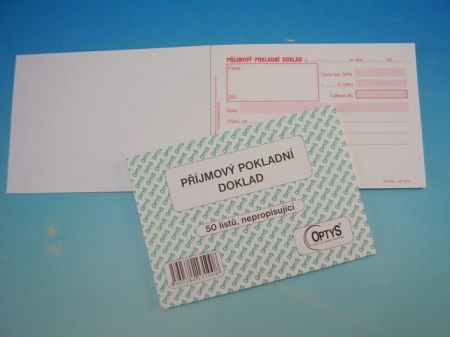 PŘÍJMOVÝ POKLADNÍ DOKLAD
Firma:
Cena bez DPH
% DPH
DIČ:
Celkem Kč
Slovy
Přijato od
PŘÍJMOVÝ POKLADNÍ
DOKLAD
50 listů, nepropisující
OPTYS